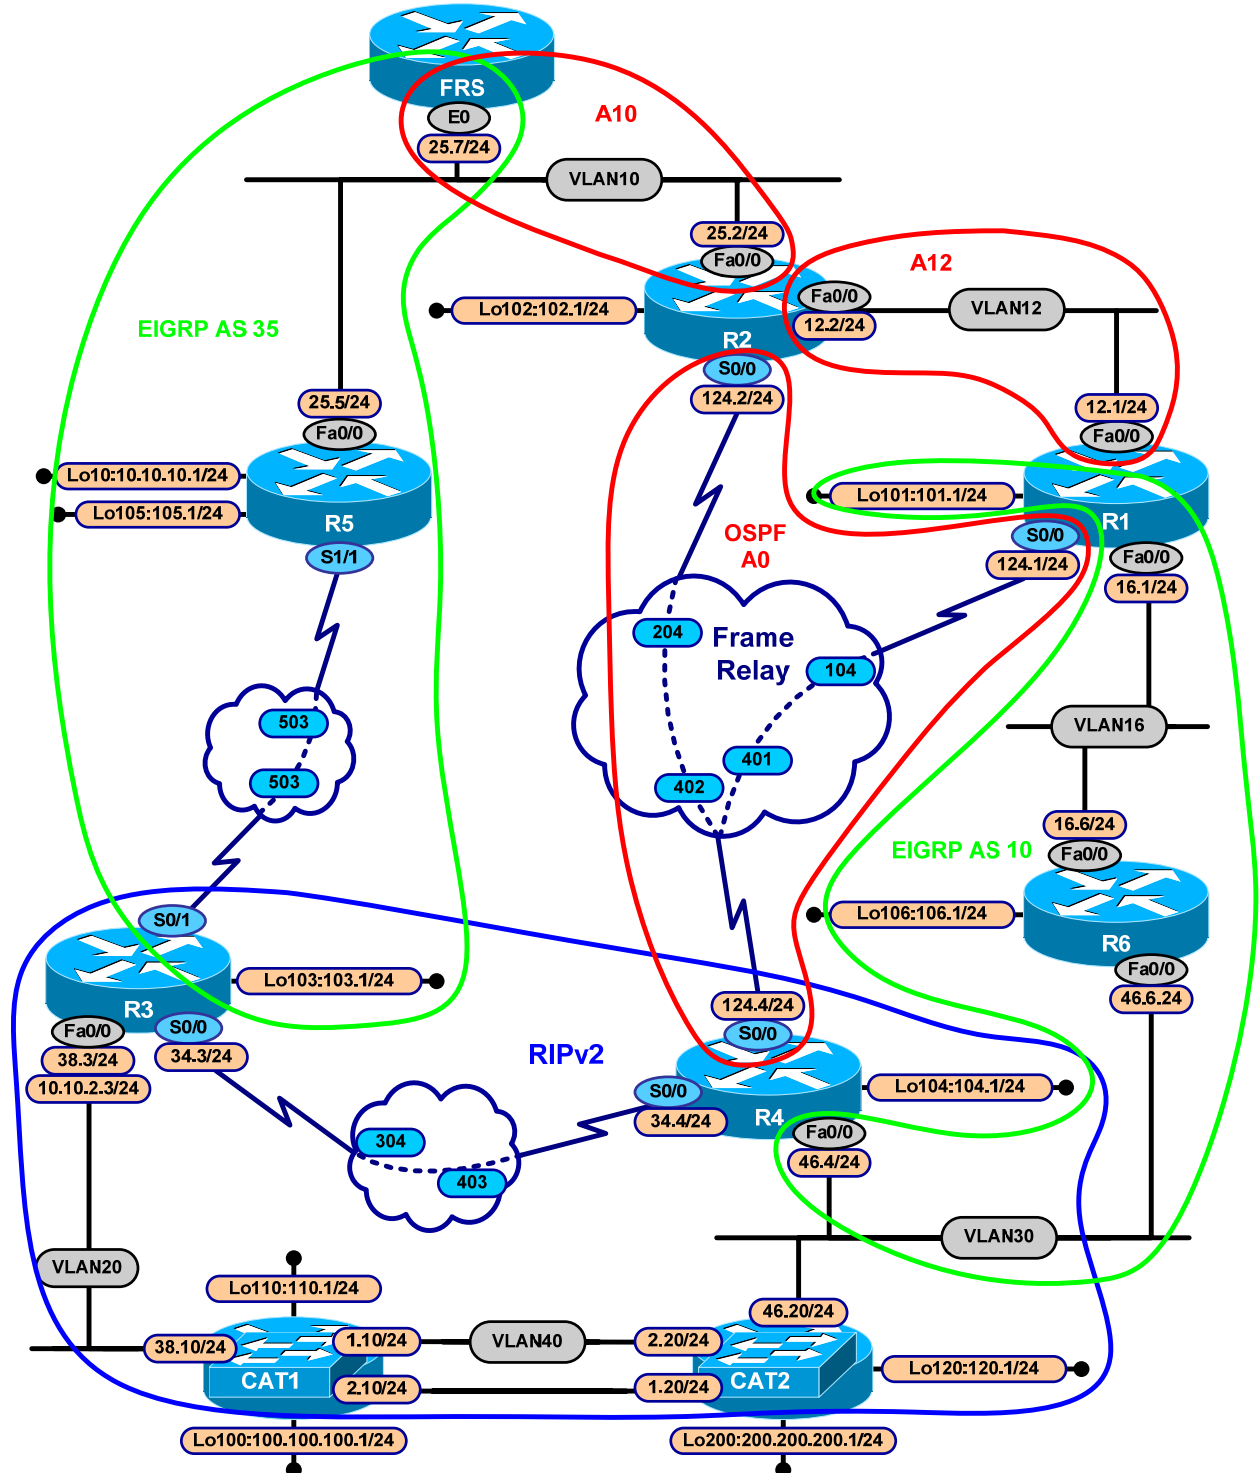 FRS
E0
25.7/24
A10
VLAN10
25.2/24
Fa0/0
A12
Fa0/0
12.2/24
VLAN12
Lo102:102.1/24
R2
EIGRP AS 35
S0/0
124.2/24
25.5/24
Fa0/0
12.1/24
Fa0/0
Lo10:10.10.10.1/24
Lo105:105.1/24
R5
S1/1
Lo101:101.1/24
R1
OSPF
A0
S0/0
124.1/24
Fa0/0
16.1/24
204
Frame
Relay
104
503
503
VLAN16
401
402
16.6/24
Fa0/0
EIGRP AS 10
Lo106:106.1/24
R6
S0/1
Fa0/0
46.6.24
Lo103:103.1/24
R3
124.4/24
S0/0
Fa0/0
38.3/24
10.10.2.3/24
S0/0
34.3/24
RIPv2
S0/0
34.4/24
R4
Lo104:104.1/24
Fa0/0
46.4/24
304
403
VLAN30
VLAN20
Lo110:110.1/24
46.20/24
38.10/24
1.10/24
VLAN40
2.20/24
CAT1
2.10/24
1.20/24
CAT2
Lo120:120.1/24
Lo100:100.100.100.1/24
Lo200:200.200.200.1/24